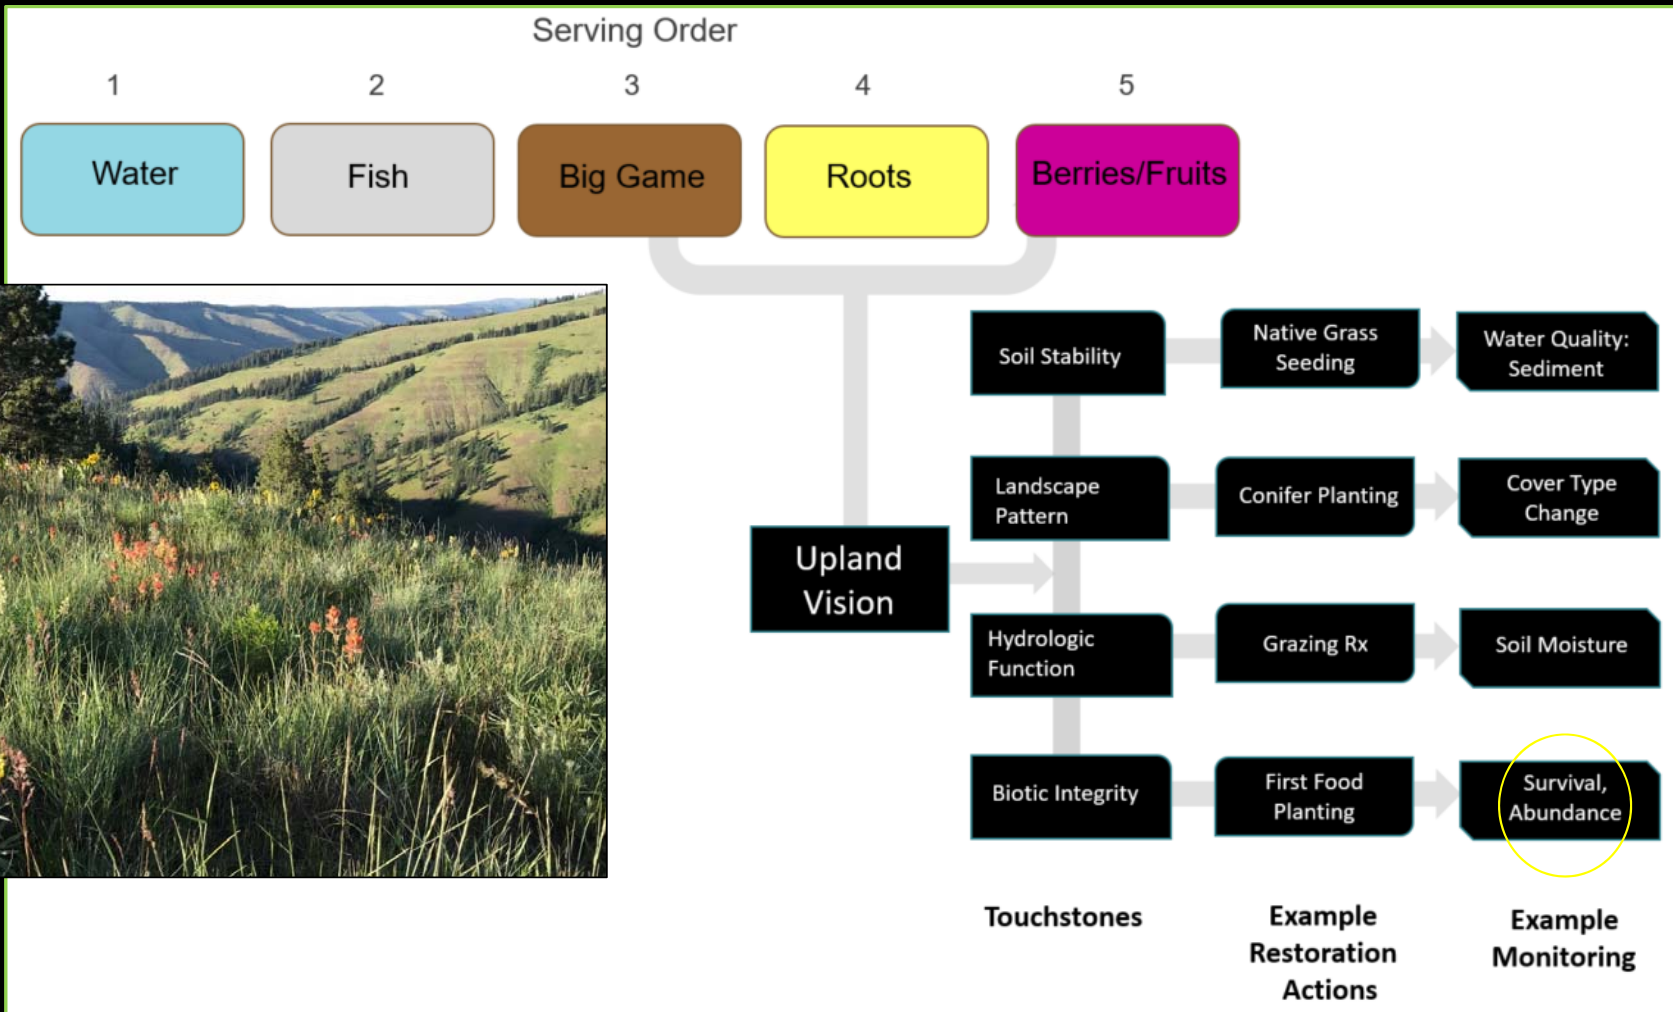 Serving Order
1
2
3
4
5
Water
Fish
Big Game
Roots
Berries/Fruits
Upland
Vision
Soil Stability
Native Grass
Seeding
Water Quality:
Sediment
Landscape
Pattern
Conifer Planting
Cover Type
Change
Hydrologic
Function
Grazing Rx
Soil Moisture
Biotic Integrity
First Food
Planting
Survival,
Abundance
Touchstones
Example
Restoration
Actions
Example
Monitoring